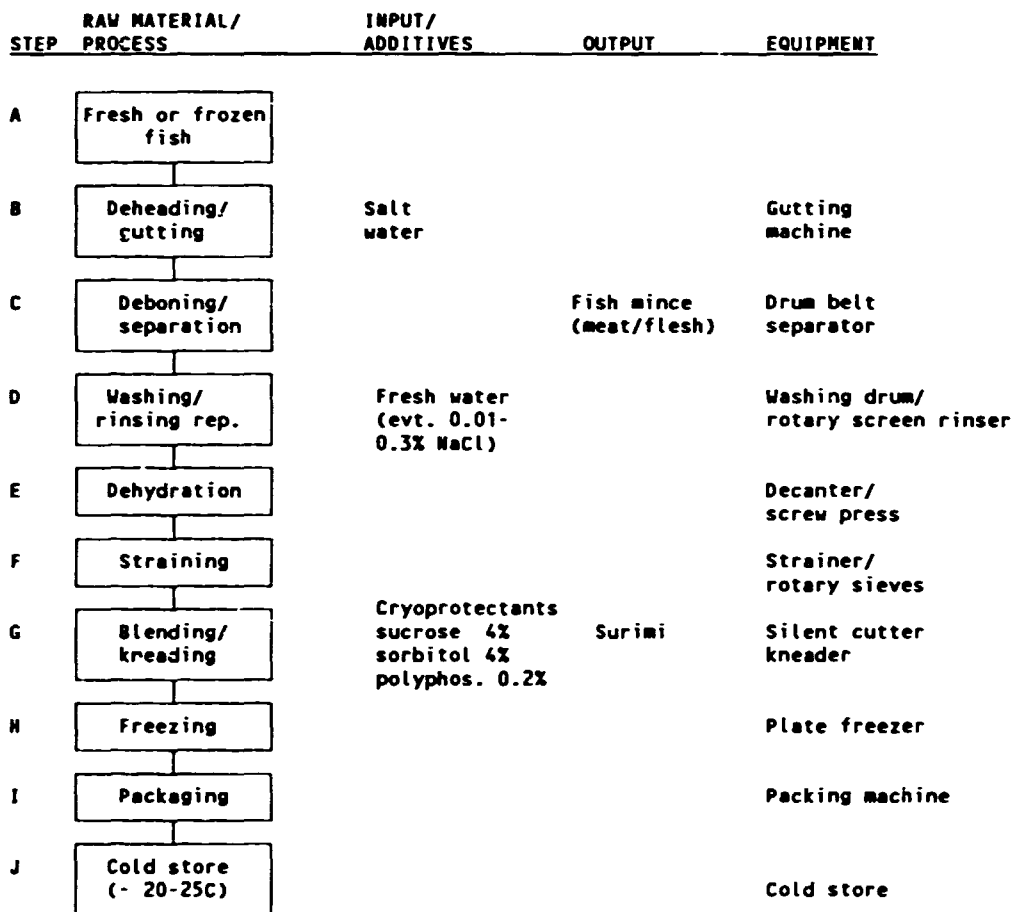 RAW MATERIAL/ INPUT/
STEP PROCESS ADDITIVES OUTPUT EQUIPMENT
A Fresh or frozen
fish
B Deheading/ Salt Gutting
gutting water machine
C Deboning/ Fish mince Drum belt
separation (meat/flesh) separator
D Washing/ Fresh water Washing drum/
rinsing rep. (evt. 0.01- rotary screen rinser
0.3% NaCl)
E Dehydration Decanter/
screw press
F Straining Strainer/
rotary sieves
Cryoprotectants
G Blending/ sucrose 4% Surimi Silent cutter
kneading sorbitol 4% kneader
polyphos. 0.2%
H Freezing Plate freezer
I Packaging Packing machine
J Cold store
(- 20-25C) Cold store